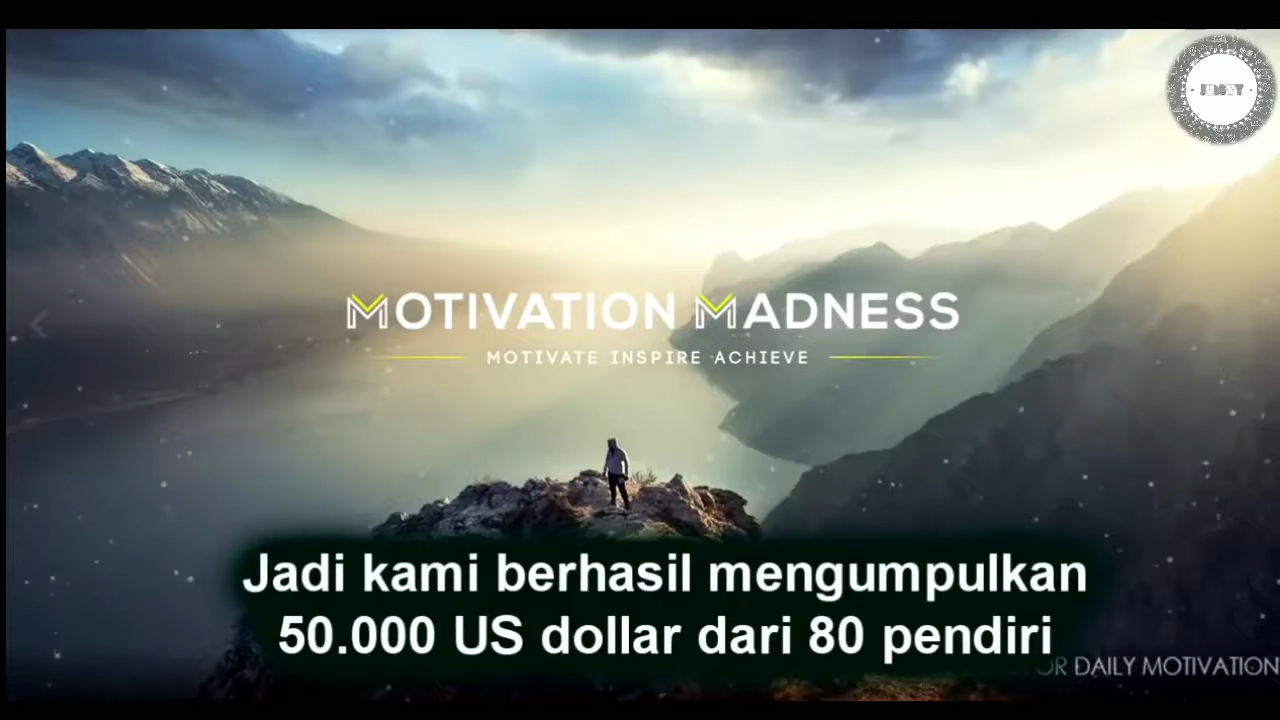 MOTIVATION MADNESS
MOTIVATE INSPIRE ACHIEVE
Jadi kami berhasil mengumpulkan
50.000 US dollar dari 80 pendiri
DAILY MOTIVATION